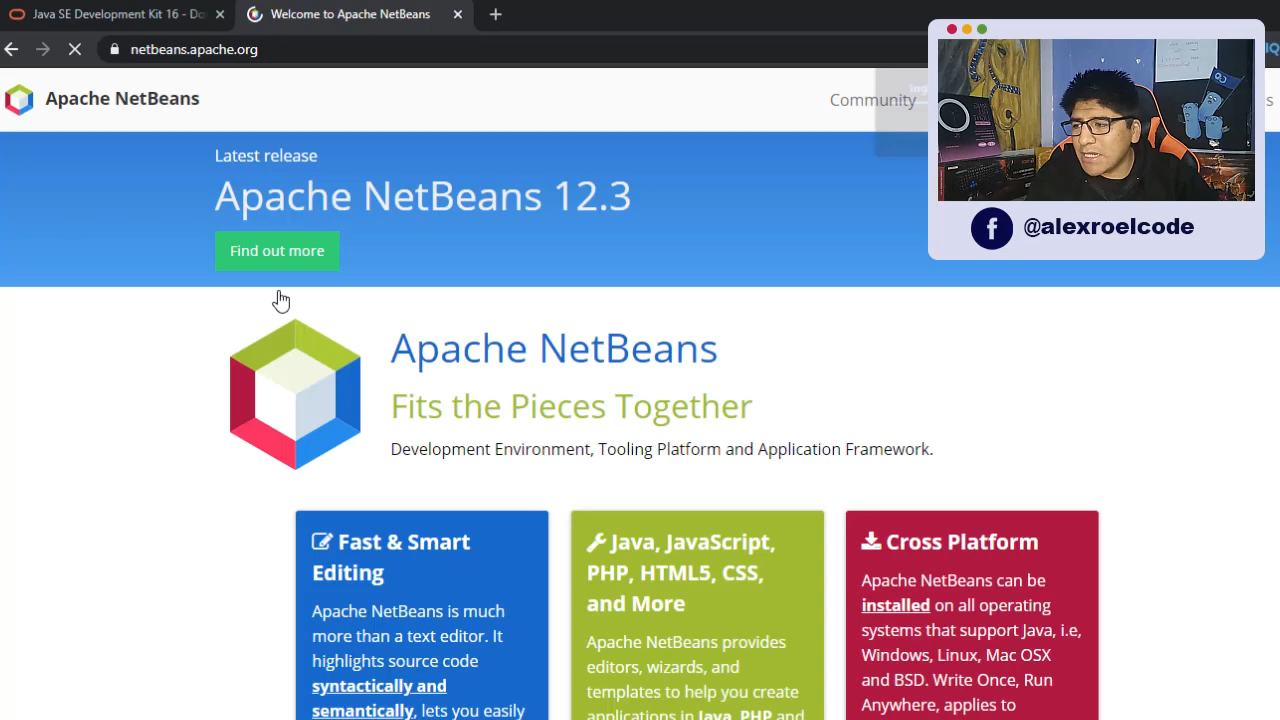 Java SE Development Kit 16 - Do
Welcome to Apache NetBeans
netbeans.apache.org
Apache NetBeans
Community
Latest release
Apache NetBeans 12.3
Find out more
@alexroelcode
Apache NetBeans
Fits the Pieces Together
Development Environment, Tooling Platform and Application Framework.
Fast & Smart
Editing
Apache NetBeans is much
more than a text editor. It
highlights source code
syntactically and
semantically, lets you easily
Java, JavaScript,
PHP, HTML5, CSS,
and More
Apache NetBeans provides
editors, wizards, and
templates to help you create
applications in Java, PHP and
Cross Platform
Apache NetBeans can be
installed on all operating
systems that support Java, i.e,
Windows, Linux, Mac OSX
and BSD. Write Once, Run
Anywhere, applies to